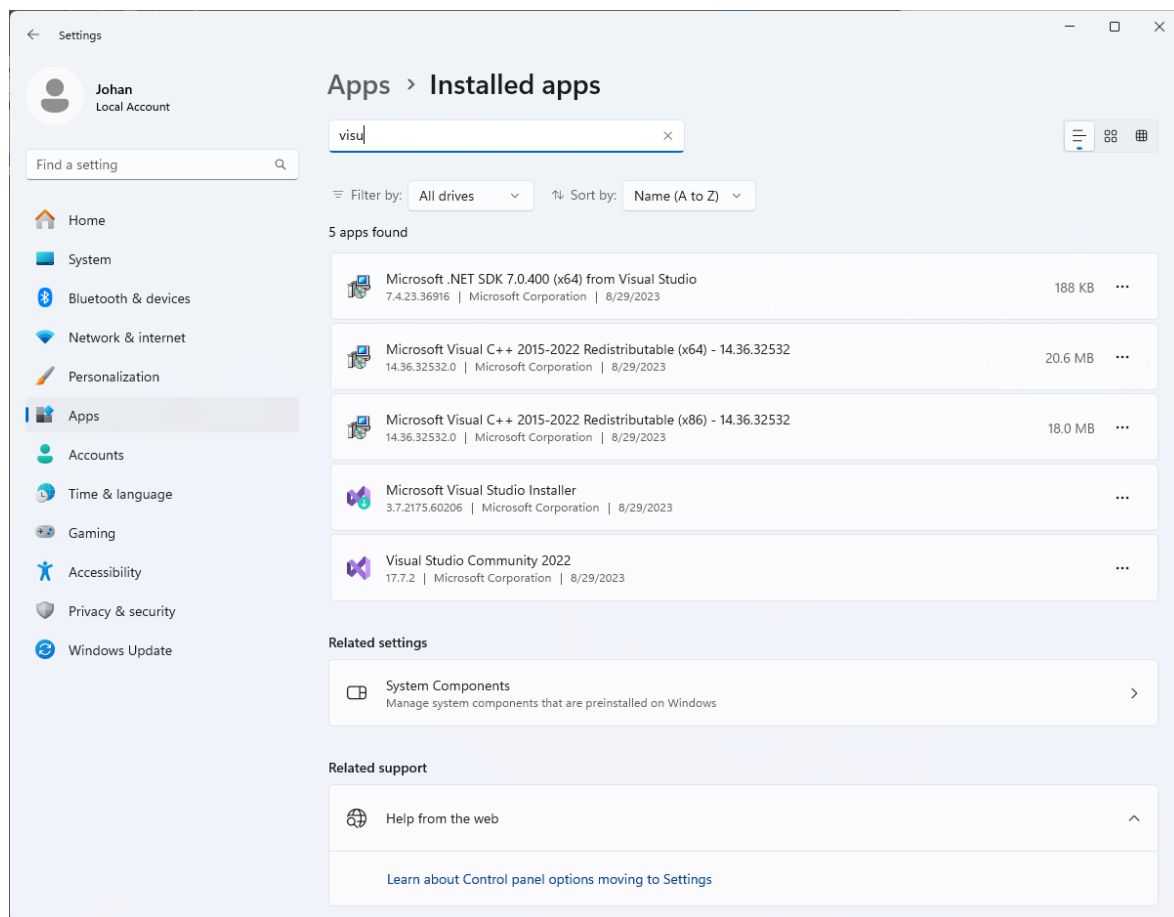 Settings
Johan
Local Account
Find a setting
Home
System
Bluetooth & devices
Network & internet
Personalization
Apps
Accounts
Time & language
Gaming
Accessibility
Privacy & security
Windows Update
Apps > Installed apps
visu
Filter by: All drives Sort by: Name (A to Z)
5 apps found
Microsoft .NET SDK 7.0.400 (x64) from Visual Studio
7.4.23.36916 | Microsoft Corporation | 8/29/2023
188 KB
Microsoft Visual C++ 2015-2022 Redistributable (x64) - 14.36.32532
14.36.32532.0 | Microsoft Corporation | 8/29/2023
20.6 MB
Microsoft Visual C++ 2015-2022 Redistributable (x86) - 14.36.32532
14.36.32532.0 | Microsoft Corporation | 8/29/2023
18.0 MB
Microsoft Visual Studio Installer
3.7.2175.60206 | Microsoft Corporation | 8/29/2023
Visual Studio Community 2022
17.7.2 | Microsoft Corporation | 8/29/2023
Related settings
System Components
Manage system components that are preinstalled on Windows
Related support
Help from the web
Learn about Control panel options moving to Settings